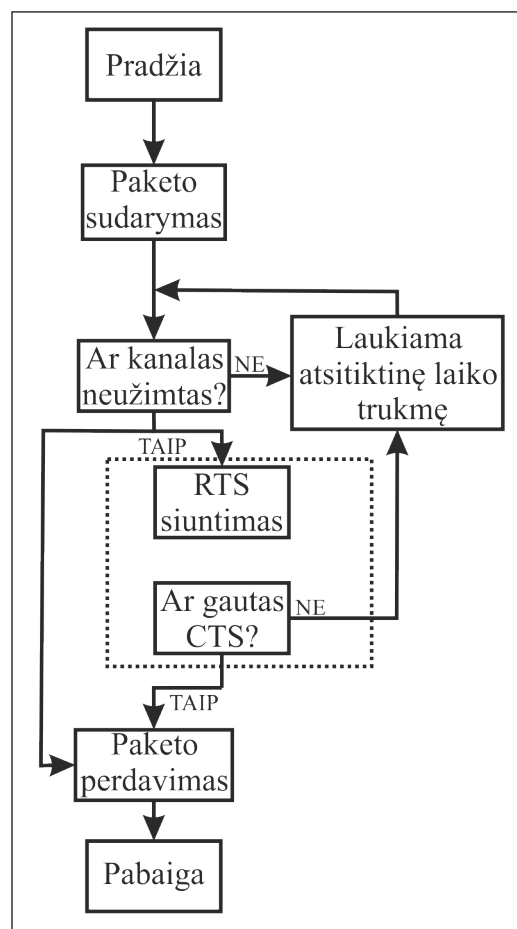 Pradžia
Paketo
sudarymas
Ar kanalas
neužimtas?
NE
Laukiama
atsitiktinę laiko
trukmę
TAIP
RTS
siuntimas
Ar gautas
CTS?
NE
TAIP
Paketo
perdavimas
Pabaiga